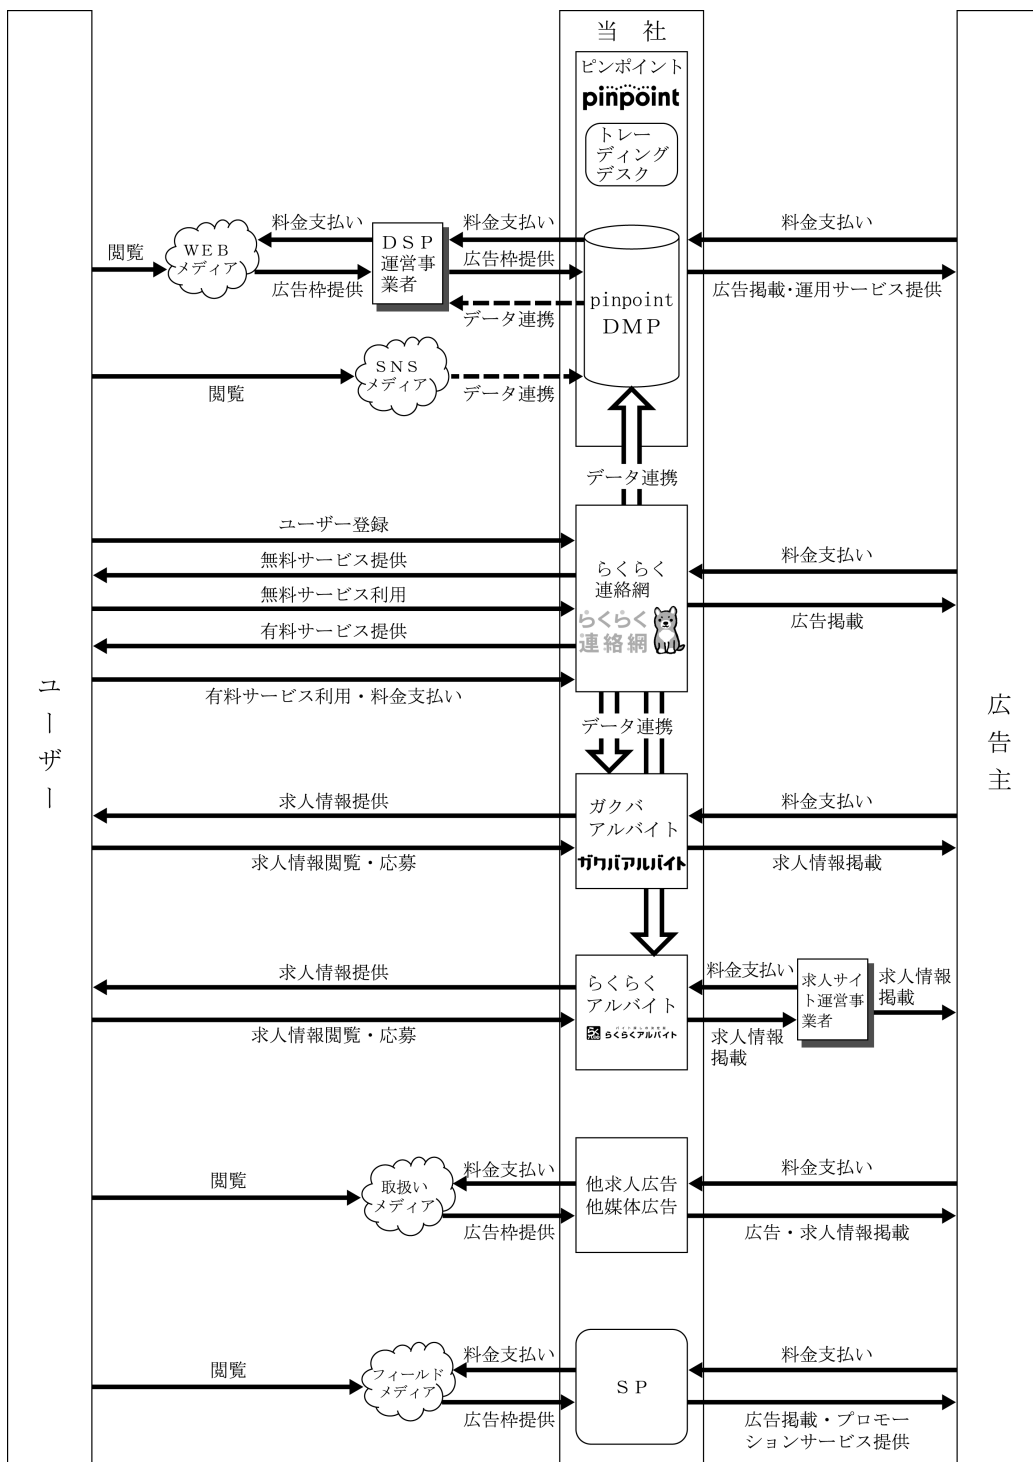 当　社
ピンポイント
pinpoint
トレー
ディング
デスク
料金支払い
料金支払い
料金支払い
閲覧
WEB
メディア
DSP
運営事
業者
広告枠提供
広告枠提供
広告掲載・運用サービス提供
データ連携
pinpoint
DMP
閲覧
SNS
メディア
データ連携
データ連携
ユーザー登録
無料サービス提供
無料サービス利用
有料サービス提供
有料サービス利用・料金支払い
らくらく
連絡網
らくらく
連絡網
料金支払い
広告掲載
ユーザー
広告主
データ連携
求人情報提供
求人情報閲覧・応募
ガクバ
アルバイト
ガクバアルバイト
料金支払い
求人情報掲載
求人情報提供
求人情報閲覧・応募
らくらく
アルバイト
らくらくアルバイト
料金支払い
求人情報
掲載
求人サイ
ト運営事
業者
求人情報
掲載
閲覧
取扱い
メディア
料金支払い
広告枠提供
他求人広告
他媒体広告
料金支払い
広告・求人情報掲載
閲覧
フィールド
メディア
料金支払い
広告枠提供
SP
料金支払い
広告掲載・プロモー
ションサービス提供